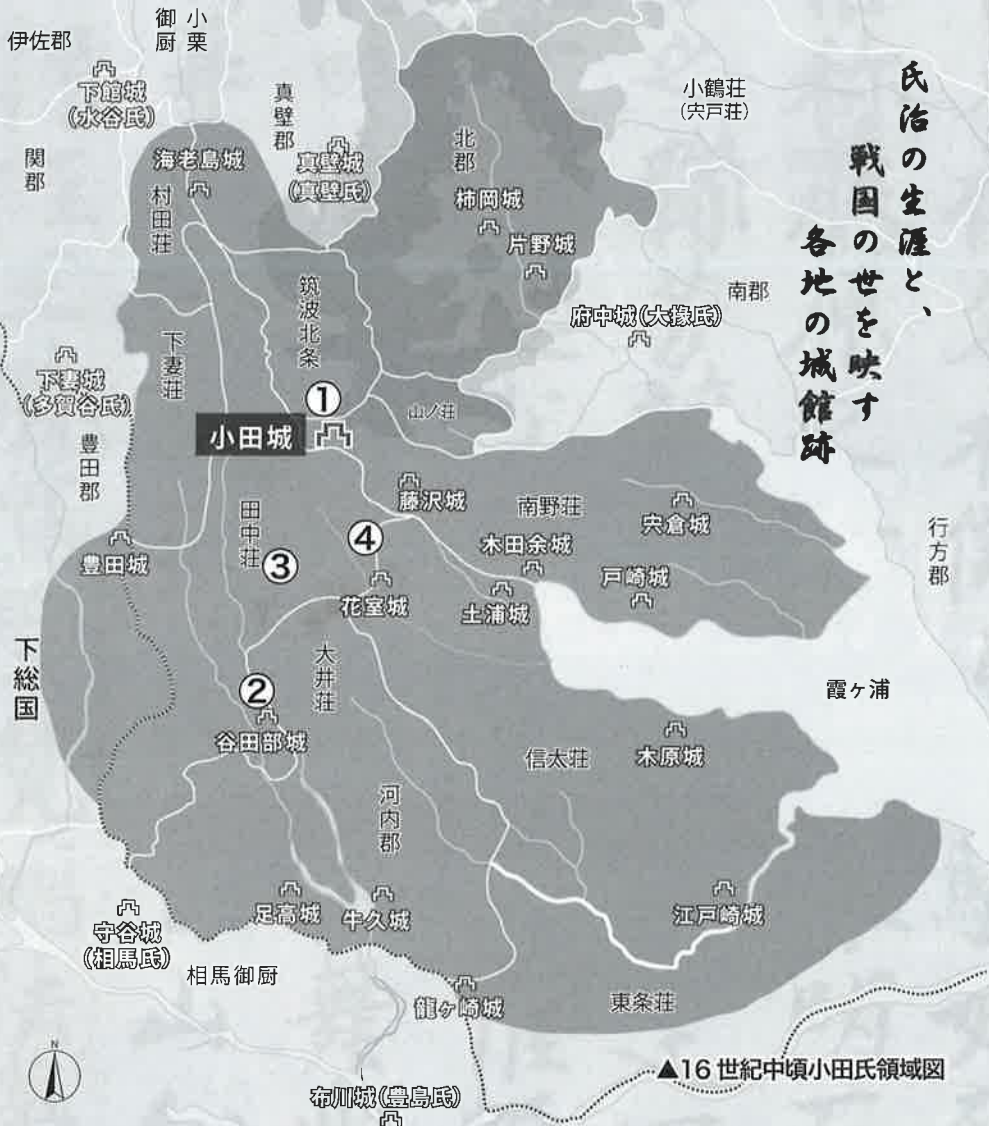 氏治の生涯と、
戦国の世を映す
各地の城館跡
小栗
御厨
伊佐郡
下館城
(水谷氏)
真壁郡
小鶴荘
(宍戸荘)
関郡
海老島城
真壁城
(真壁氏)
北郡
村田荘
柿岡城
片野城
筑波北条
南郡
府中城(大掾氏)
下妻荘
下妻城
(多賀谷氏)
①
山ノ荘
小田城
豊田郡
藤沢城
南野荘
宍倉城
田中荘
④
木田余城
行方郡
豊田城
③
戸崎城
花室城
土浦城
下総国
大井荘
②
霞ヶ浦
谷田部城
信太荘
木原城
河内郡
足高城
牛久城
江戸崎城
守谷城
(相馬氏)
相馬御厨
龍ヶ崎城
東条荘
N
▲16世紀中頃小田氏領域図
布川城(豊島氏)